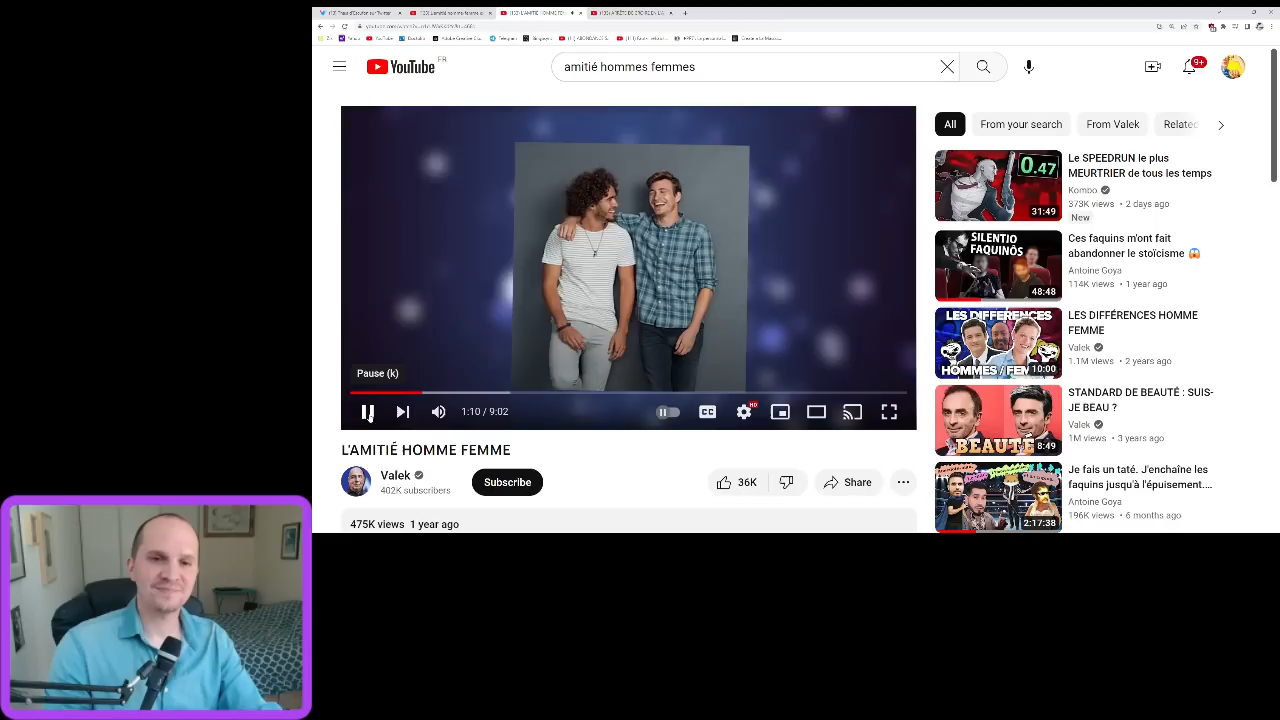 YouTube FR
amitié hommes femmes
9+
Pause (k)
1:10 / 9:02
CC
HD
L'AMITIÉ HOMME FEMME
Valek
402K subscribers
Subscribe
36K
Share
475K views 1 year ago
All
From your search
From Valek
Related
0.47
31:49
Le SPEEDRUN le plus
MEURTRIER de tous les temps
Kombo
373K views • 2 days ago
New
SILENTIO
FAQUINÔS
48:48
Ces faquins m'ont fait
abandonner le stoïcisme 😱
Antoine Goya
114K views • 1 year ago
LES DIFFÉRENCES
HOMMES / FEM
10:00
LES DIFFÉRENCES HOMME
FEMME
Valek
1.1M views • 2 years ago
BEAUTÉ
8:49
STANDARD DE BEAUTÉ : SUIS-
JE BEAU ?
Valek
1M views • 3 years ago
2:17:38
Je fais un taté. J'enchaîne les
faquins jusqu'à l'épuisement....
Antoine Goya
196K views • 6 months ago